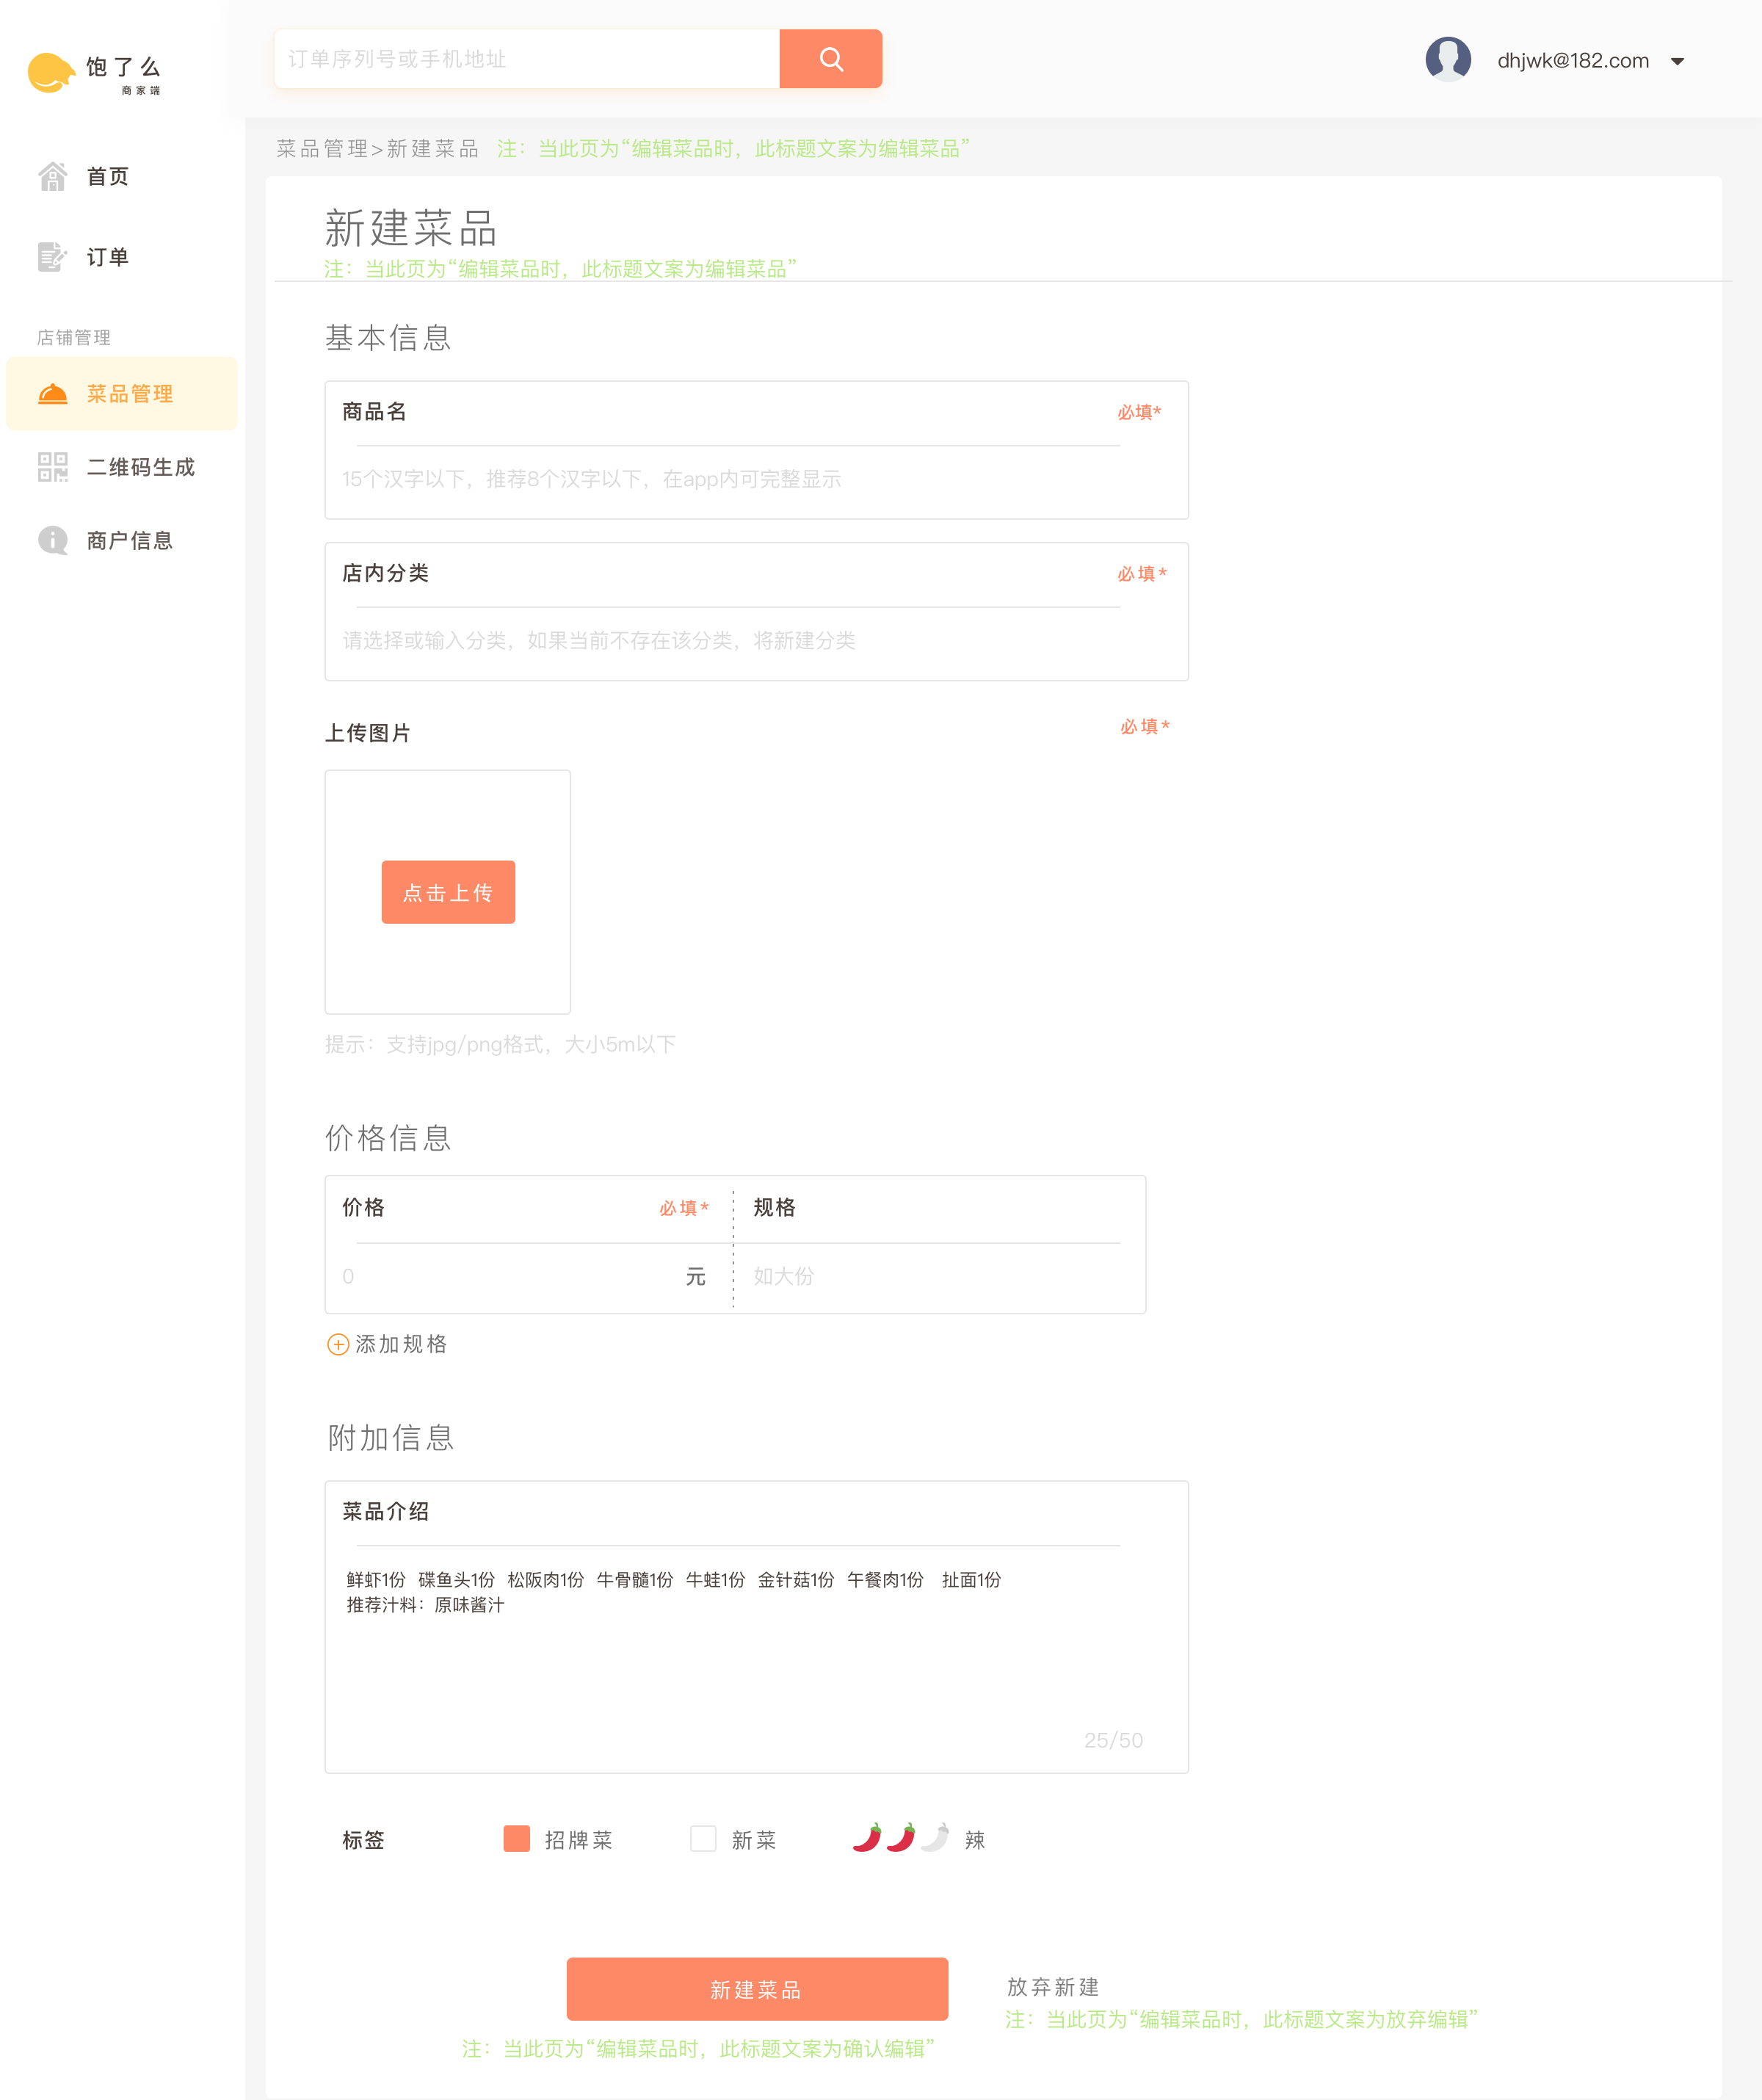 饱了么
商家端
订单序列号或手机地址
dhjwk@182.com
首页
订单
店铺管理
菜品管理
二维码生成
商户信息
菜品管理>新建菜品 注：当此页为“编辑菜品时，此标题文案为编辑菜品”
新建菜品
注：当此页为“编辑菜品时，此标题文案为编辑菜品”
基本信息
商品名 必填*
15个汉字以下，推荐8个汉字以下，在app内可完整显示
店内分类 必填*
请选择或输入分类，如果当前不存在该分类，将新建分类
上传图片 必填*
点击上传
提示：支持jpg/png格式，大小5m以下
价格信息
价格 必填* 规格
0 元 如大份
添加规格
附加信息
菜品介绍
鲜虾1份 碟鱼头1份 松阪肉1份 牛骨髓1份 牛蛙1份 金针菇1份 午餐肉1份 扯面1份
推荐汁料：原味酱汁
25/50
标签 招牌菜 新菜 辣
新建菜品 放弃新建
注：当此页为“编辑菜品时，此标题文案为放弃编辑”
注：当此页为“编辑菜品时，此标题文案为确认编辑”